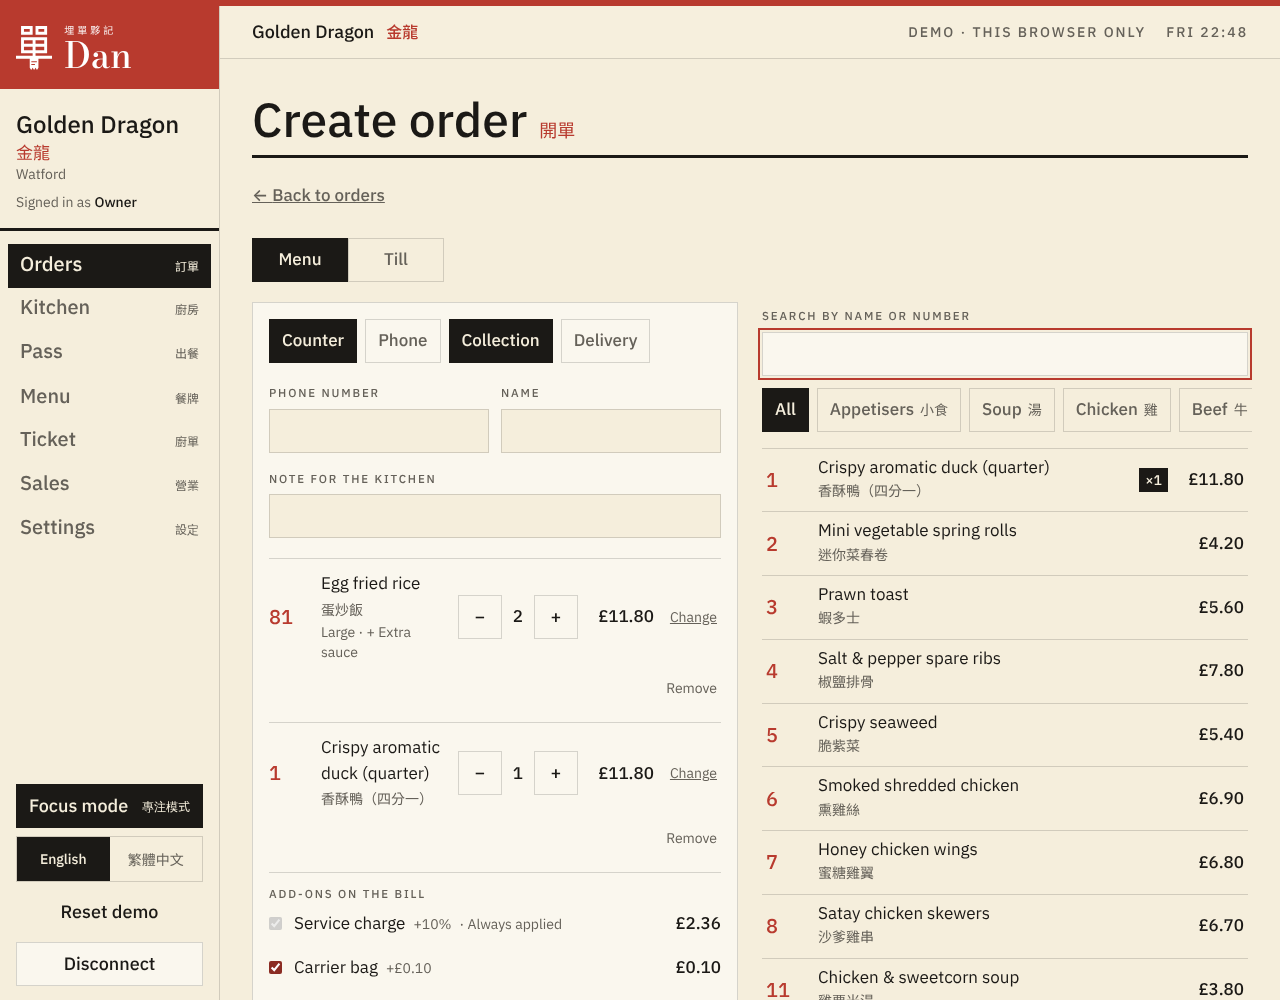 埋單夥記
單 Dan
Golden Dragon
金龍
Watford
Signed in as Owner
Orders 訂單
Kitchen 廚房
Pass 出餐
Menu 餐牌
Ticket 廚單
Sales 營業
Settings 設定
Focus mode 專注模式
English 繁體中文
Reset demo
Disconnect
Golden Dragon 金龍
DEMO · THIS BROWSER ONLY FRI 22:48
Create order 開單
← Back to orders
Menu Till
Counter Phone Collection Delivery
PHONE NUMBER NAME
NOTE FOR THE KITCHEN
81 Egg fried rice − 2 + £11.80 Change
蛋炒飯
Large · + Extra
sauce
Remove
1 Crispy aromatic
duck (quarter) − 1 + £11.80 Change
香酥鴨（四分一）
Remove
ADD-ONS ON THE BILL
Service charge +10% · Always applied £2.36
Carrier bag +£0.10 £0.10
SEARCH BY NAME OR NUMBER
All Appetisers 小食 Soup 湯 Chicken 雞 Beef 牛
1 Crispy aromatic duck (quarter) ×1 £11.80
香酥鴨（四分一）
2 Mini vegetable spring rolls £4.20
迷你菜春卷
3 Prawn toast £5.60
蝦多士
4 Salt & pepper spare ribs £7.80
椒鹽排骨
5 Crispy seaweed £5.40
脆紫菜
6 Smoked shredded chicken £6.90
熏雞絲
7 Honey chicken wings £6.80
蜜糖雞翼
8 Satay chicken skewers £6.70
沙爹雞串
11 Chicken & sweetcorn soup £3.80